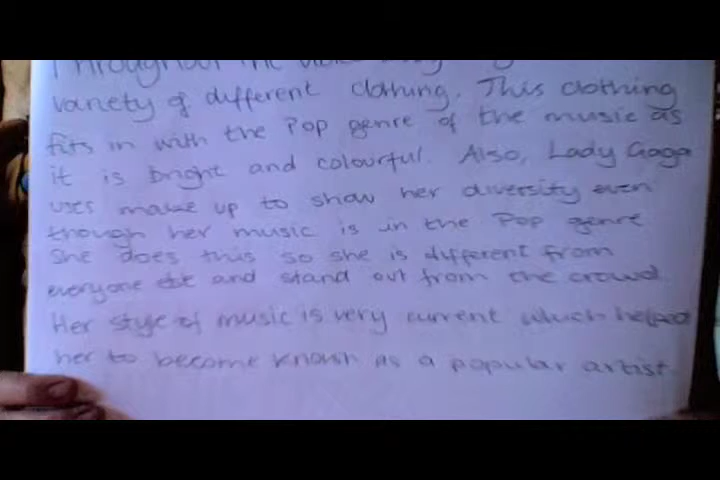 Throughout the video
variety of different clothing. This clothing
fits in with the Pop genre of the music as
it is bright and colourful. Also, Lady Gaga
uses make up to show her diversity even
though her music is in the Pop genre
She does this so she is different from
everyone else and stand out from the crowd
Her style of music is very current which helped
her to become known as a popular artist